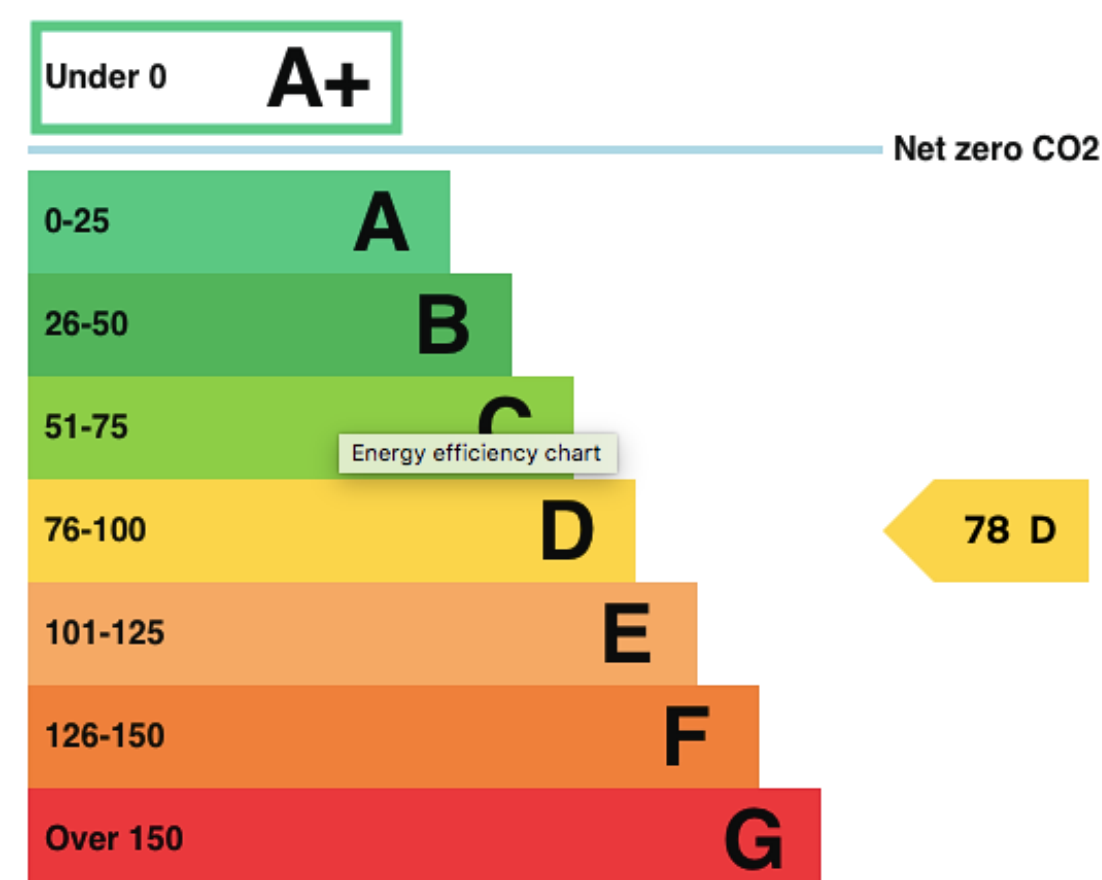 Under 0 A+
Net zero CO2
0-25 A
26-50 B
51-75 C
Energy efficiency chart
76-100 D
78 D
101-125 E
126-150 F
Over 150 G